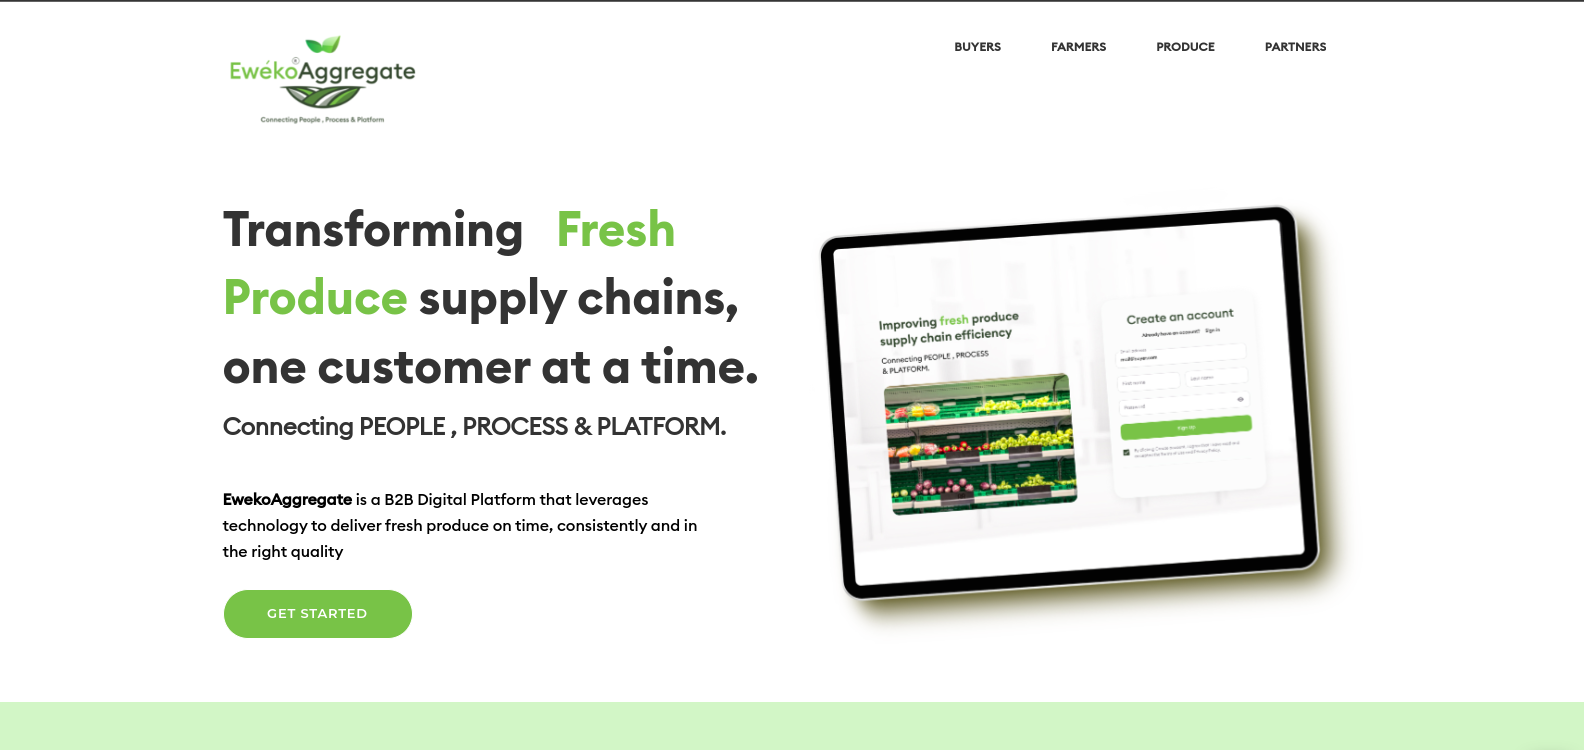 EwékoAggregate
Connecting People , Process & Platform
BUYERS
FARMERS
PRODUCE
PARTNERS
Transforming Fresh
Produce supply chains,
one customer at a time.
Connecting PEOPLE , PROCESS & PLATFORM.
EwekoAggregate is a B2B Digital Platform that leverages
technology to deliver fresh produce on time, consistently and in
the right quality
GET STARTED
Improving fresh produce
supply chain efficiency
Connecting PEOPLE , PROCESS
& PLATFORM.
Create an account
Already have an account? Sign In
Password
Sign Up